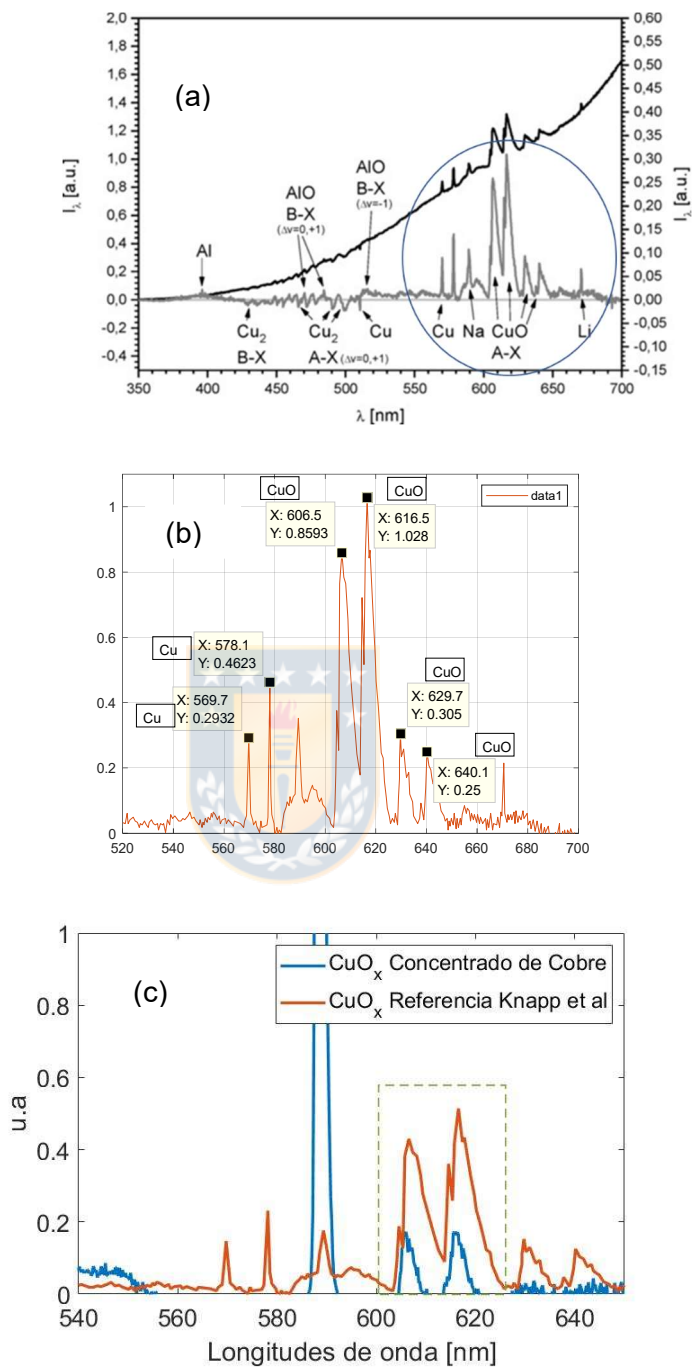 (a)
I_λ [a.u.]
2,0
1,8
1,6
1,4
1,2
1,0
0,8
0,6
0,4
0,2
0,0
-0,2
-0,4
0,60
0,55
0,50
0,45
0,40
0,35
0,30
0,25
0,20
0,15
0,10
0,05
0,00
-0,05
-0,10
-0,15
I_λ [a.u.]
AlO
B-X
(Δv=0,+1)
AlO
B-X
(Δv=-1)
Al
Cu₂
B-X
Cu₂
A-X (Δv=0,+1)
Cu
Cu
Na
CuO
A-X
Li
350 400 450 500 550 600 650 700
λ [nm]
(b)
data1
CuO
X: 606.5
Y: 0.8593
CuO
X: 616.5
Y: 1.028
Cu
X: 578.1
Y: 0.4623
Cu
X: 569.7
Y: 0.2932
CuO
X: 629.7
Y: 0.305
CuO
X: 640.1
Y: 0.25
1
0.8
0.6
0.4
0.2
0
520 540 560 580 600 620 640 660 680 700
(c)
CuOₓ Concentrado de Cobre
CuOₓ Referencia Knapp et al
u.a
1
0.8
0.6
0.4
0.2
0
540 560 580 600 620 640
Longitudes de onda [nm]